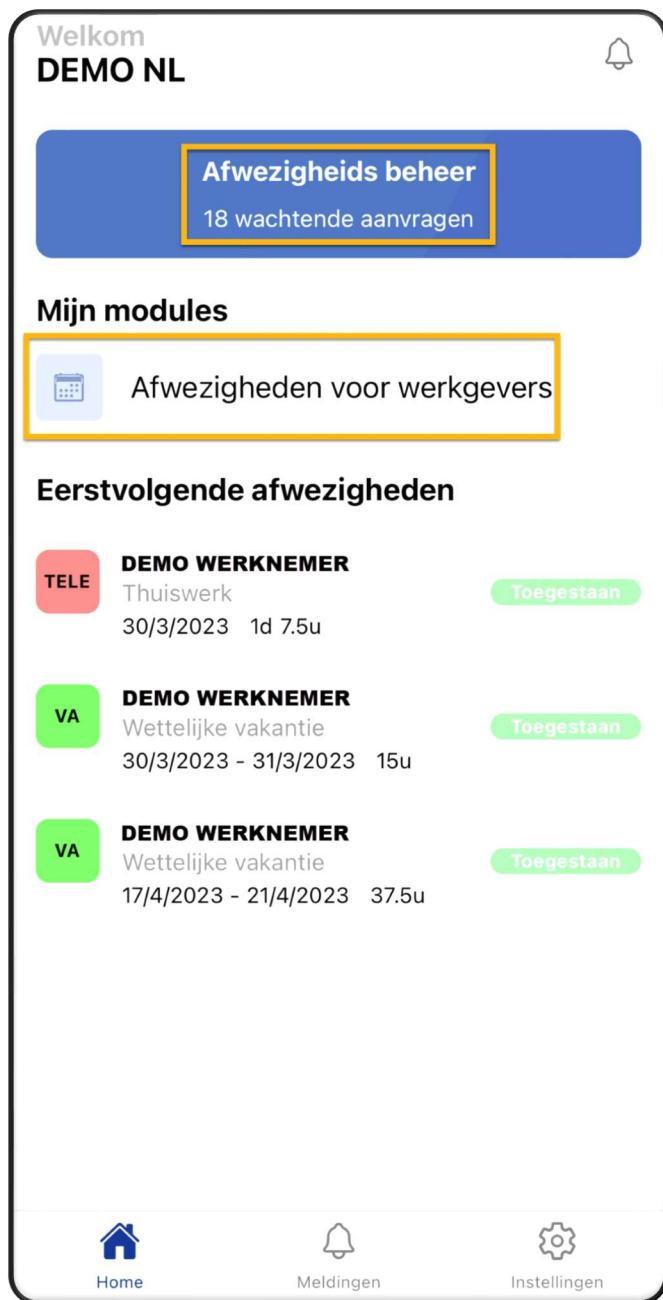 Welkom
DEMO NL
Afwezigheids beheer
18 wachtende aanvragen
Mijn modules
Afwezigheden voor werkgevers
Eerstvolgende afwezigheden
TELE
DEMO WERKNEMER
Thuiswerk
Toegestaan
30/3/2023 1d 7.5u
VA
DEMO WERKNEMER
Wettelijke vakantie
Toegestaan
30/3/2023 - 31/3/2023 15u
VA
DEMO WERKNEMER
Wettelijke vakantie
Toegestaan
17/4/2023 - 21/4/2023 37.5u
Home
Meldingen
Instellingen